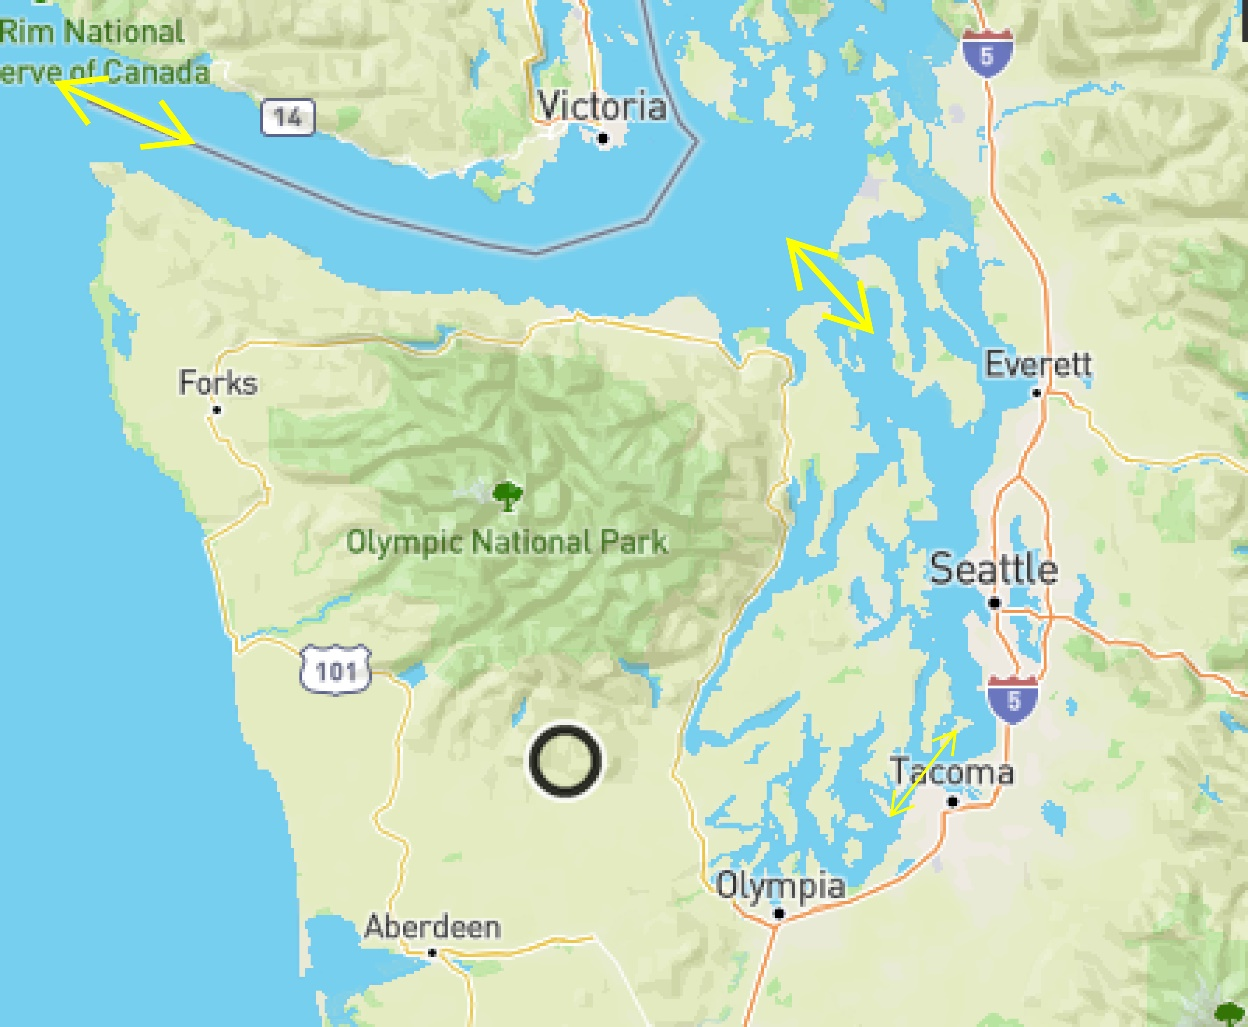 Rim National
erve of Canada
14
Victoria
5
Everett
Forks
Olympic National Park
Seattle
101
5
Tacoma
Olympia
Aberdeen